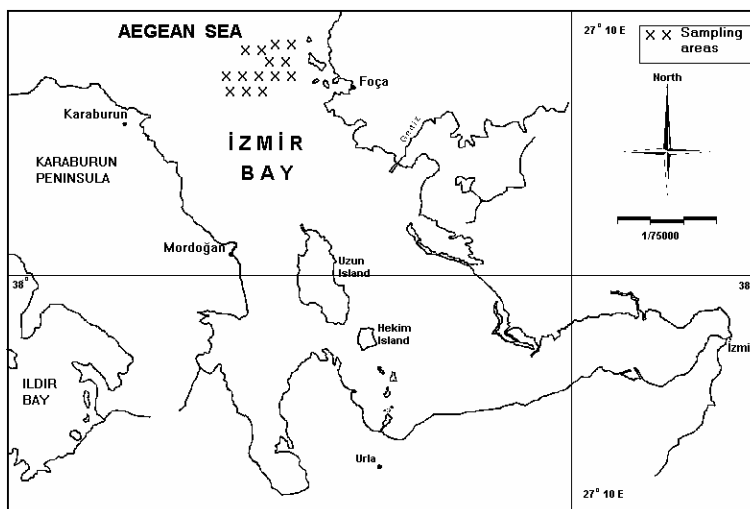 AEGEAN SEA
27° 10 E
X X Sampling
areas
Foça
North
Karaburun
Gediz
İZMİR
BAY
KARABURUN
PENINSULA
1/75000
Mordoğan
Uzun
Island
38°
38
Hekim
Island
İzmi
ILDIR
BAY
Urla
27° 10 E